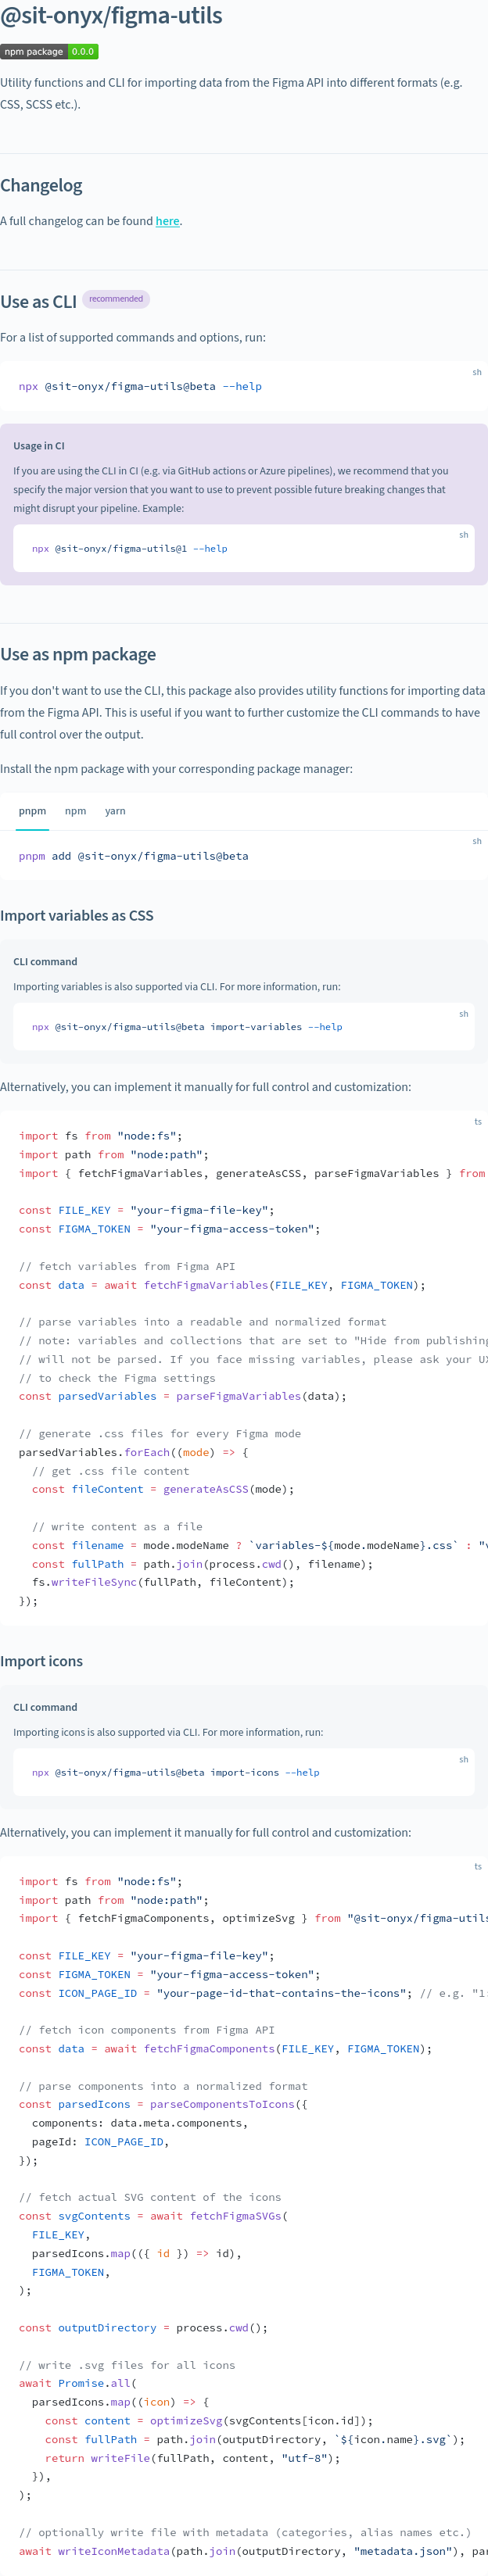 @sit-onyx/figma-utils
npm package 0.0.0
Utility functions and CLI for importing data from the Figma API into different formats (e.g.
CSS, SCSS etc.).
Changelog
A full changelog can be found here.
Use as CLI recommended
For a list of supported commands and options, run:
sh
npx @sit-onyx/figma-utils@beta --help
Usage in CI
If you are using the CLI in CI (e.g. via GitHub actions or Azure pipelines), we recommend that you
specify the major version that you want to use to prevent possible future breaking changes that
might disrupt your pipeline. Example:
sh
npx @sit-onyx/figma-utils@1 --help
Use as npm package
If you don't want to use the CLI, this package also provides utility functions for importing data
from the Figma API. This is useful if you want to further customize the CLI commands to have
full control over the output.
Install the npm package with your corresponding package manager:
pnpm npm yarn
sh
pnpm add @sit-onyx/figma-utils@beta
Import variables as CSS
CLI command
Importing variables is also supported via CLI. For more information, run:
sh
npx @sit-onyx/figma-utils@beta import-variables --help
Alternatively, you can implement it manually for full control and customization:
ts
import fs from "node:fs";
import path from "node:path";
import { fetchFigmaVariables, generateAsCSS, parseFigmaVariables } from
const FILE_KEY = "your-figma-file-key";
const FIGMA_TOKEN = "your-figma-access-token";
// fetch variables from Figma API
const data = await fetchFigmaVariables(FILE_KEY, FIGMA_TOKEN);
// parse variables into a readable and normalized format
// note: variables and collections that are set to "Hide from publishing
// will not be parsed. If you face missing variables, please ask your UX
// to check the Figma settings
const parsedVariables = parseFigmaVariables(data);
// generate .css files for every Figma mode
parsedVariables.forEach((mode) => {
  // get .css file content
  const fileContent = generateAsCSS(mode);
  // write content as a file
  const filename = mode.modeName ? `variables-${mode.modeName}.css` : "v
  const fullPath = path.join(process.cwd(), filename);
  fs.writeFileSync(fullPath, fileContent);
});
Import icons
CLI command
Importing icons is also supported via CLI. For more information, run:
sh
npx @sit-onyx/figma-utils@beta import-icons --help
Alternatively, you can implement it manually for full control and customization:
ts
import fs from "node:fs";
import path from "node:path";
import { fetchFigmaComponents, optimizeSvg } from "@sit-onyx/figma-utils
const FILE_KEY = "your-figma-file-key";
const FIGMA_TOKEN = "your-figma-access-token";
const ICON_PAGE_ID = "your-page-id-that-contains-the-icons"; // e.g. "1:
// fetch icon components from Figma API
const data = await fetchFigmaComponents(FILE_KEY, FIGMA_TOKEN);
// parse components into a normalized format
const parsedIcons = parseComponentsToIcons({
  components: data.meta.components,
  pageId: ICON_PAGE_ID,
});
// fetch actual SVG content of the icons
const svgContents = await fetchFigmaSVGs(
  FILE_KEY,
  parsedIcons.map(({ id }) => id),
  FIGMA_TOKEN,
);
const outputDirectory = process.cwd();
// write .svg files for all icons
await Promise.all(
  parsedIcons.map((icon) => {
    const content = optimizeSvg(svgContents[icon.id]);
    const fullPath = path.join(outputDirectory, `${icon.name}.svg`);
    return writeFile(fullPath, content, "utf-8");
  }),
);
// optionally write file with metadata (categories, alias names etc.)
await writeIconMetadata(path.join(outputDirectory, "metadata.json"), par